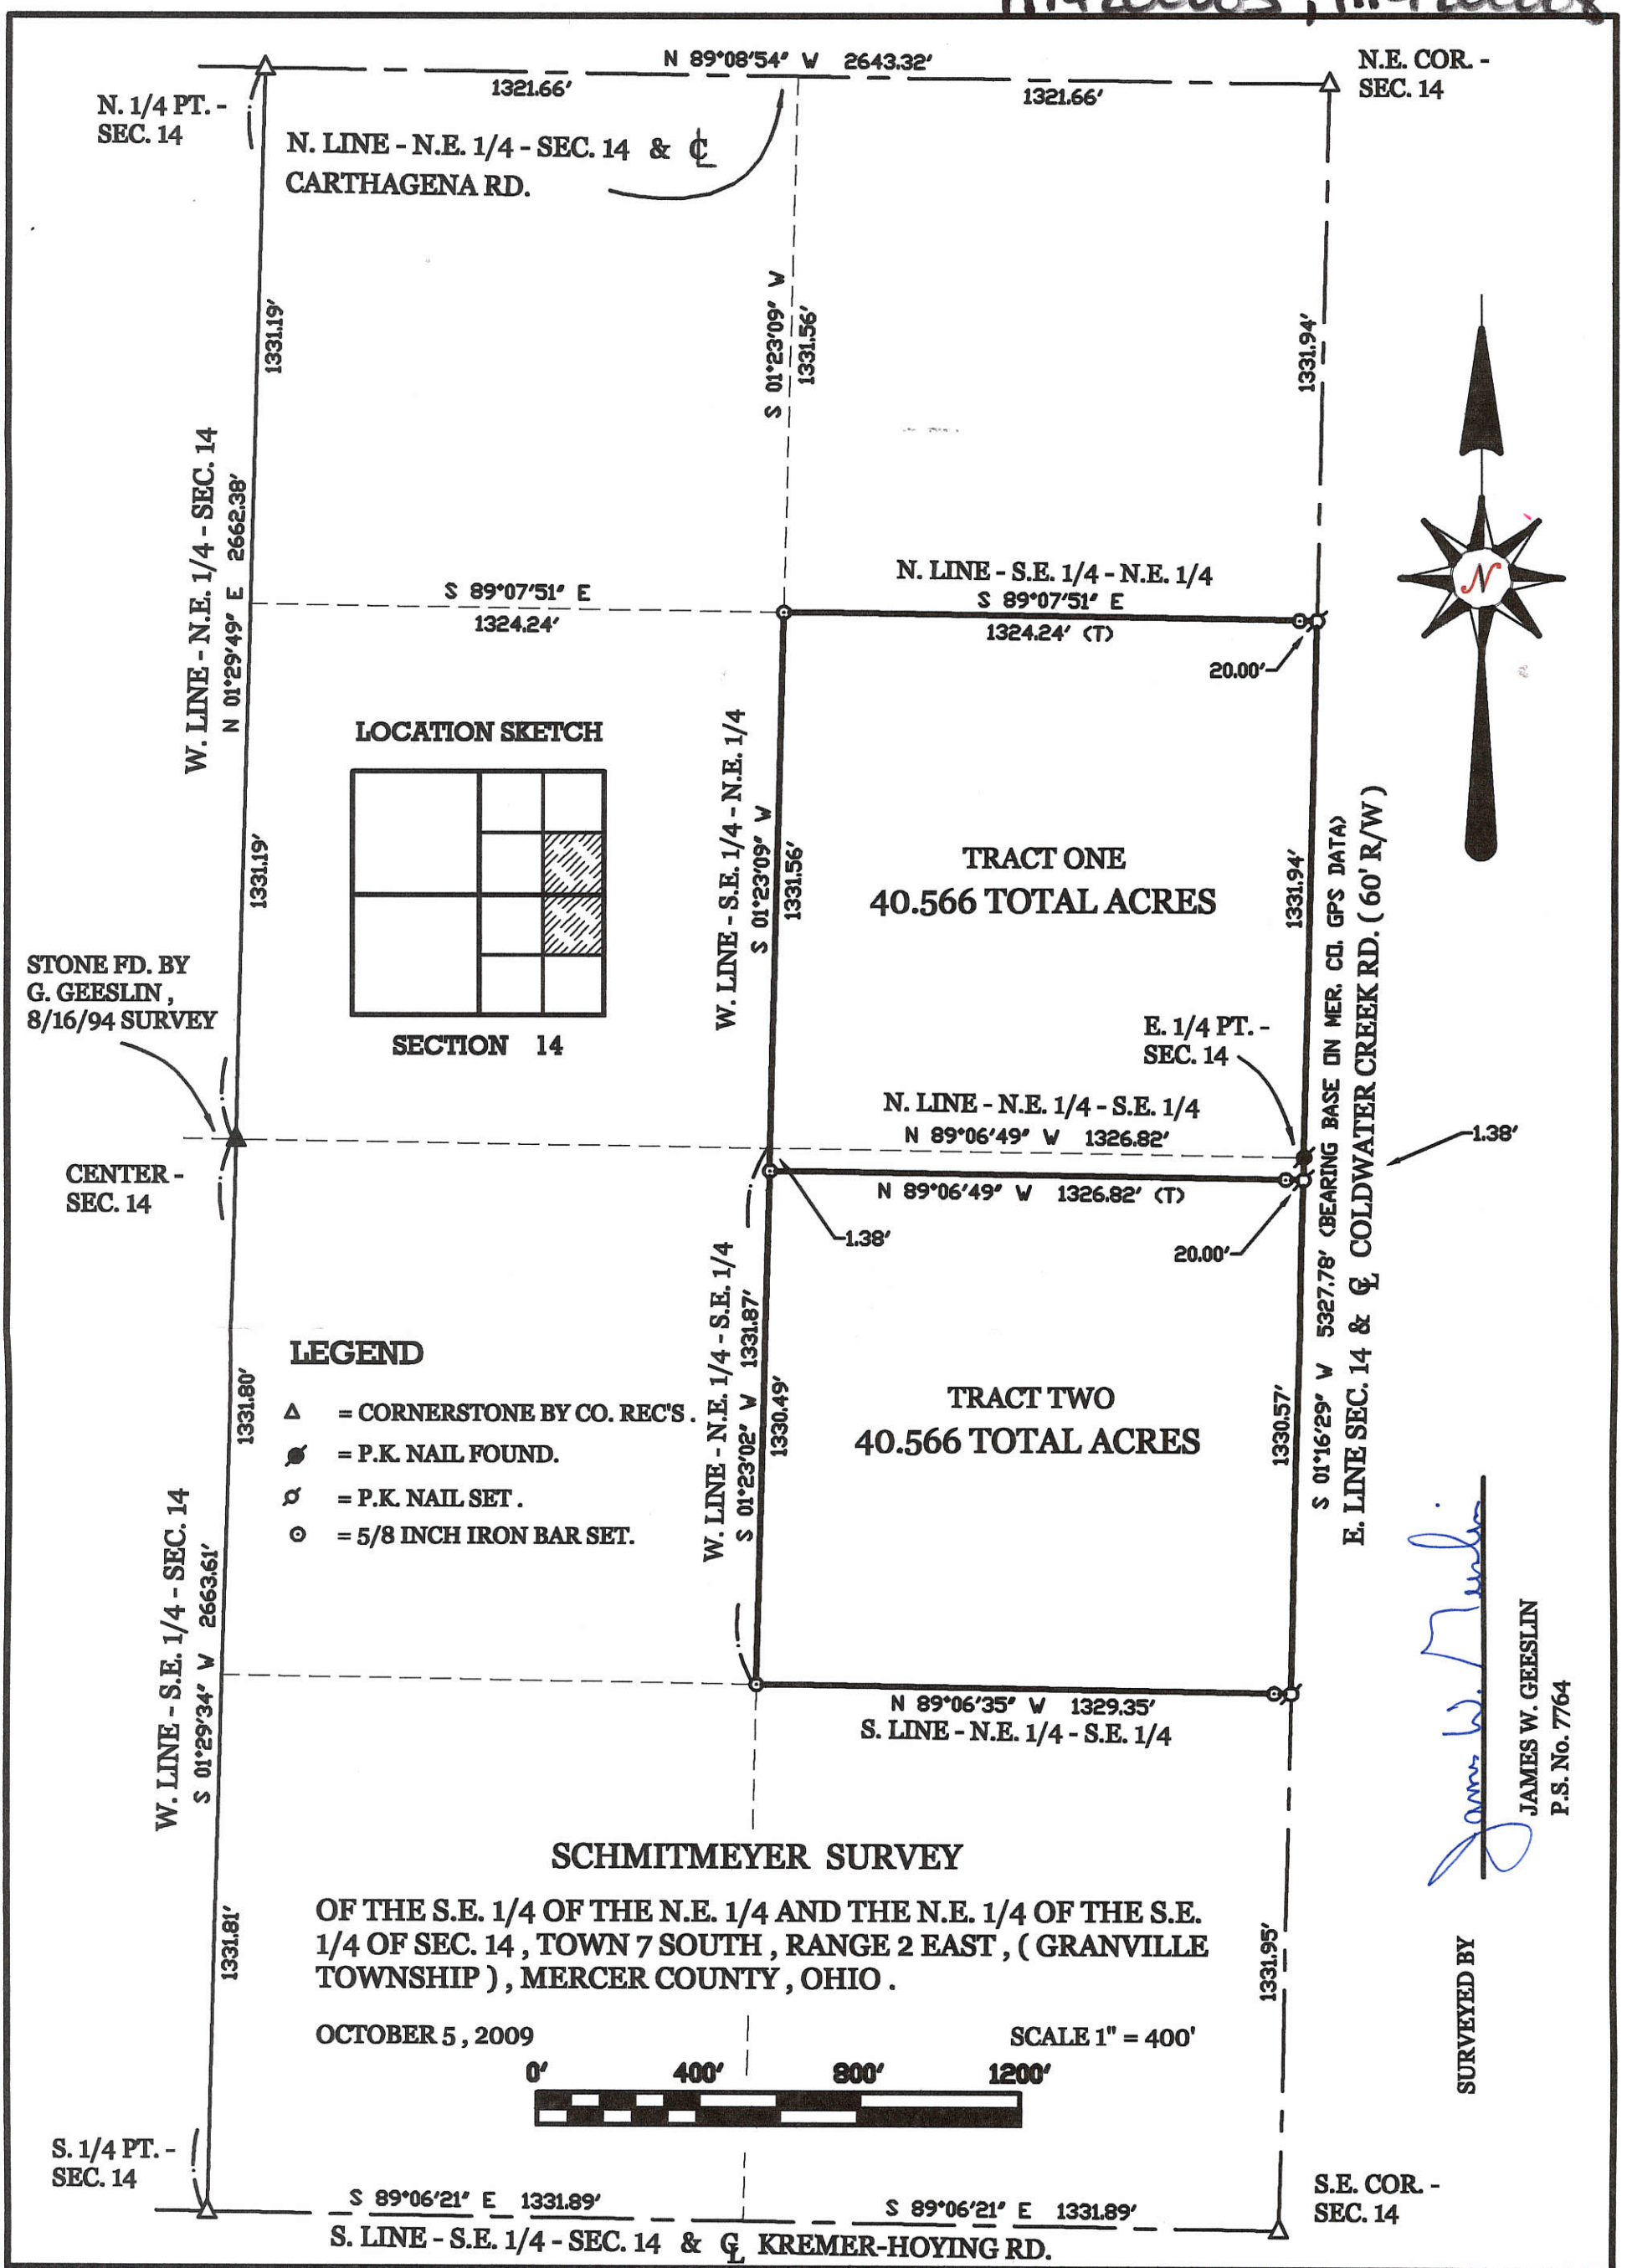 N 89°08'54" W 2643.32'
1321.66'
1321.66'
N.E. COR. -
SEC. 14
N. 1/4 PT. -
SEC. 14
N. LINE - N.E. 1/4 - SEC. 14 & ℄
CARTHAGENA RD.
1331.19'
S 01°23'09" W
1331.56'
1331.94'
W. LINE - N.E. 1/4 - SEC. 14
N 01°29'49" E 2662.38'
S 89°07'51" E
1324.24'
N. LINE - S.E. 1/4 - N.E. 1/4
S 89°07'51" E
1324.24' (T)
20.00'
N
LOCATION SKETCH
SECTION 14
1331.19'
W. LINE - S.E. 1/4 - N.E. 1/4
S 01°23'09" W
1331.56'
TRACT ONE
40.566 TOTAL ACRES
1331.94'
STONE FD. BY
G. GEESLIN ,
8/16/94 SURVEY
E. 1/4 PT. -
SEC. 14
N. LINE - N.E. 1/4 - S.E. 1/4
N 89°06'49" W 1326.82'
1.38'
CENTER -
SEC. 14
N 89°06'49" W 1326.82' (T)
1.38'
20.00'
S 01°16'29" W 5327.78' (BEARING BASE ON MER. CO. GPS DATA)
E. LINE SEC. 14 & ℄ COLDWATER CREEK RD. ( 60' R/W )
LEGEND
= CORNERSTONE BY CO. REC'S .
= P.K. NAIL FOUND.
= P.K. NAIL SET .
= 5/8 INCH IRON BAR SET.
1331.80'
W. LINE - N.E. 1/4 - S.E. 1/4
S 01°23'02" W 1331.87'
1330.49'
TRACT TWO
40.566 TOTAL ACRES
1330.57'
W. LINE - S.E. 1/4 - SEC. 14
S 01°29'34" W 2663.61'
N 89°06'35" W 1329.35'
S. LINE - N.E. 1/4 - S.E. 1/4
SURVEYED BY
James W. Geeslin
JAMES W. GEESLIN
P.S. No. 7764
SCHMITMEYER SURVEY
OF THE S.E. 1/4 OF THE N.E. 1/4 AND THE N.E. 1/4 OF THE S.E.
1/4 OF SEC. 14 , TOWN 7 SOUTH , RANGE 2 EAST , ( GRANVILLE
TOWNSHIP ) , MERCER COUNTY , OHIO .
1331.81'
1331.95'
OCTOBER 5 , 2009
SCALE 1" = 400'
0' 400' 800' 1200'
S. 1/4 PT. -
SEC. 14
S 89°06'21" E 1331.89'
S 89°06'21" E 1331.89'
S. LINE - S.E. 1/4 - SEC. 14 & ℄ KREMER-HOYING RD.
S.E. COR. -
SEC. 14